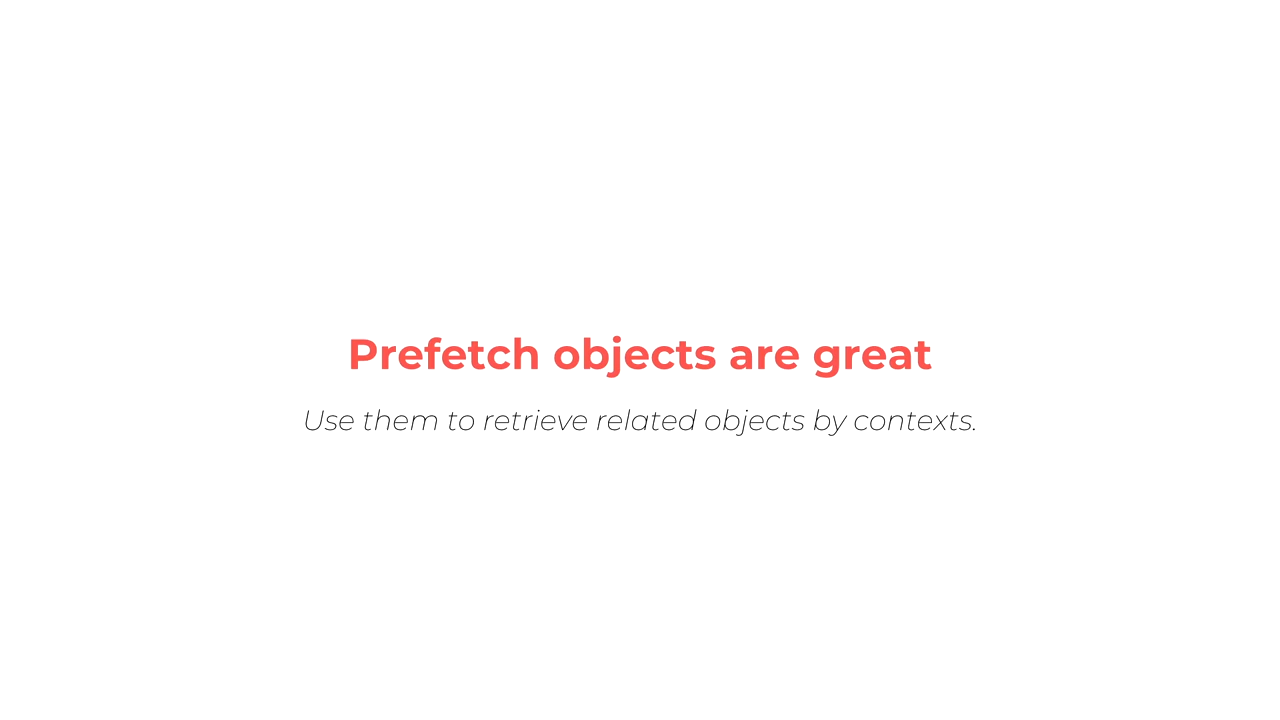 Prefetch objects are great
Use them to retrieve related objects by contexts.